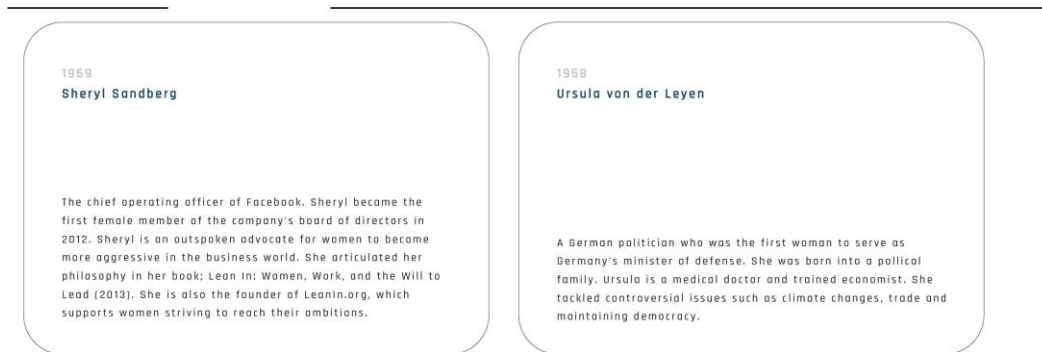 1969
Sheryl Sandberg
The chief operating officer of Facebook. Sheryl became the
first female member of the company's board of directors in
2012. Sheryl is an outspoken advocate for women to become
more aggressive in the business world. She articulated her
philosophy in her book; Lean In: Women, Work, and the Will to
Lead (2013). She is also the founder of LeanIn.org, which
supports women striving to reach their ambitions.
1958
Ursula von der Leyen
A German politician who was the first woman to serve as
Germany's minister of defense. She was born into a pollical
family. Ursula is a medical doctor and trained economist. She
tackled controversial issues such as climate changes, trade and
maintaining democracy.